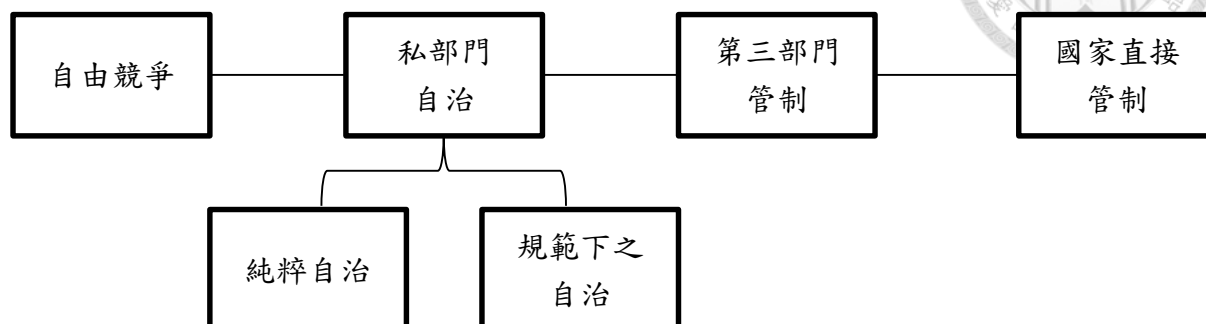 自由競爭
私部門
自治
第三部門
管制
國家直接
管制
純粹自治
規範下之
自治